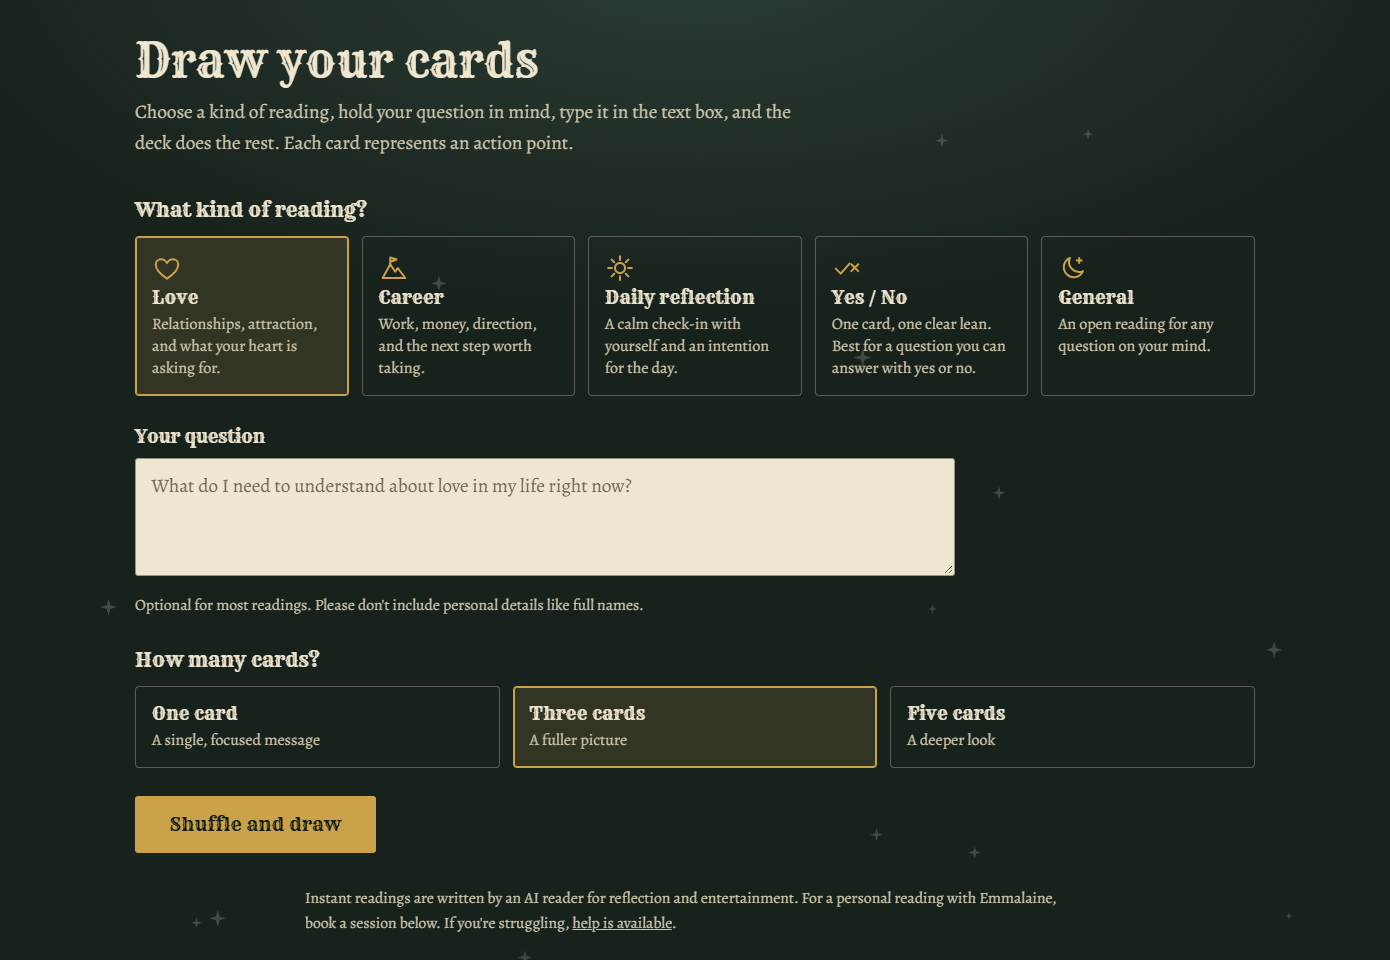 Draw your cards
Choose a kind of reading, hold your question in mind, type it in the text box, and the
deck does the rest. Each card represents an action point.
What kind of reading?
Love
Relationships, attraction,
and what your heart is
asking for.
Career
Work, money, direction,
and the next step worth
taking.
Daily reflection
A calm check-in with
yourself and an intention
for the day.
Yes / No
One card, one clear lean.
Best for a question you can
answer with yes or no.
General
An open reading for any
question on your mind.
Your question
What do I need to understand about love in my life right now?
Optional for most readings. Please don't include personal details like full names.
How many cards?
One card
A single, focused message
Three cards
A fuller picture
Five cards
A deeper look
Shuffle and draw
Instant readings are written by an AI reader for reflection and entertainment. For a personal reading with Emmalaine,
book a session below. If you're struggling, help is available.